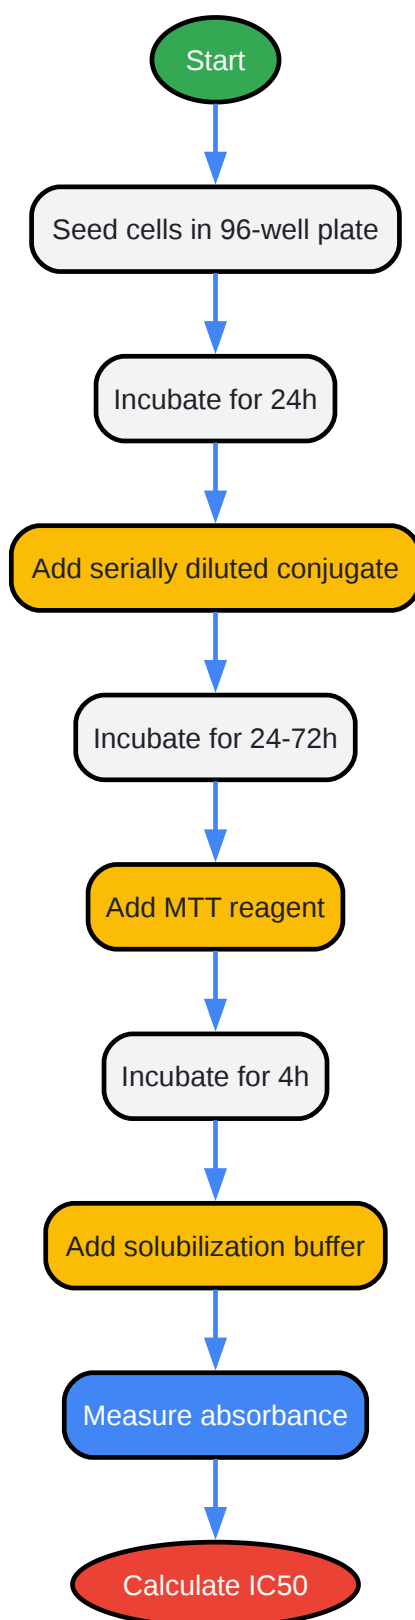 Start
Seed cells in 96-well plate
Incubate for 24h
Add serially diluted conjugate
Incubate for 24-72h
Add MTT reagent
Incubate for 4h
Add solubilization buffer
Measure absorbance
Calculate IC50